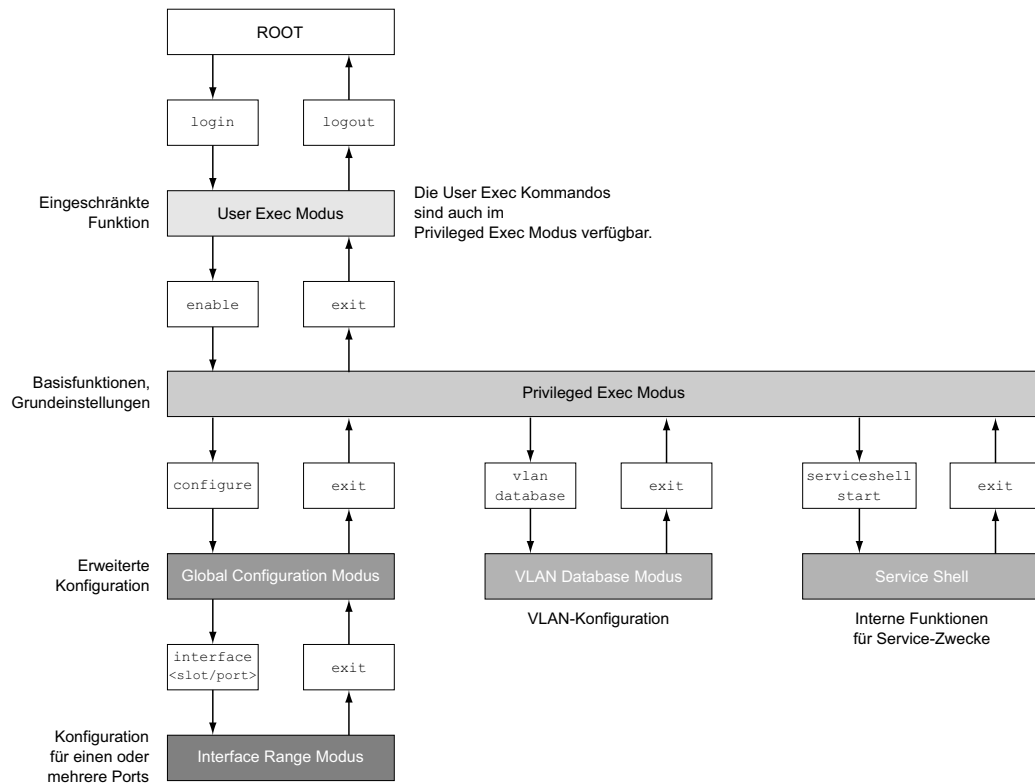 ROOT
login
logout
Eingeschränkte
Funktion
User Exec Modus
Die User Exec Kommandos
sind auch im
Privileged Exec Modus verfügbar.
enable
exit
Basisfunktionen,
Grundeinstellungen
Privileged Exec Modus
configure
exit
vlan
database
exit
serviceshell
start
exit
Erweiterte
Konfiguration
Global Configuration Modus
VLAN Database Modus
Service Shell
VLAN-Konfiguration
Interne Funktionen
für Service-Zwecke
interface
<slot/port>
exit
Konfiguration
für einen oder
mehrere Ports
Interface Range Modus